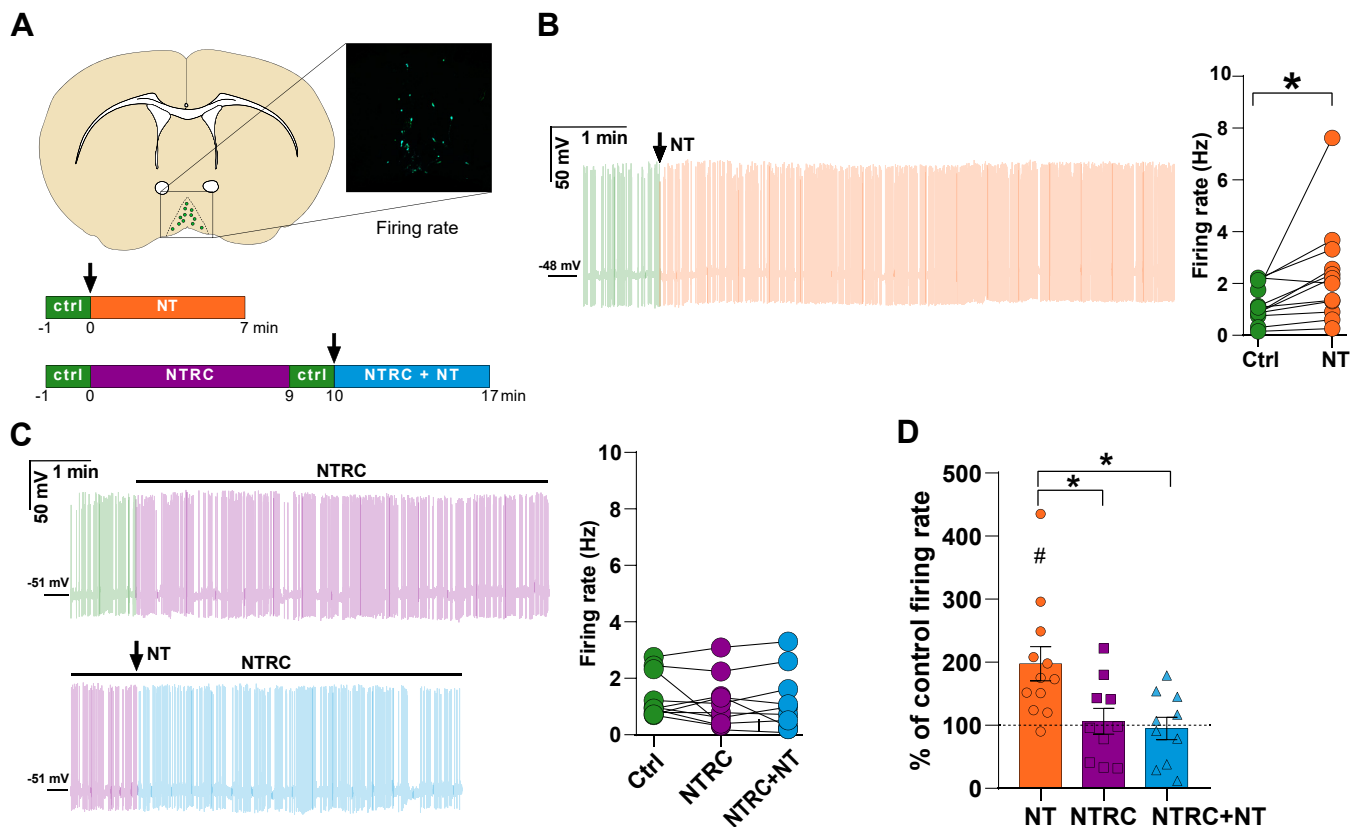 A
Firing rate
ctrl NT
-1 0 7 min
ctrl NTRC ctrl NTRC + NT
-1 0 9 10 17 min
B
1 min
50 mV
NT
-48 mV
Firing rate (Hz)
10
8
6
4
2
0
*
Ctrl NT
C
1 min
50 mV
NTRC
-51 mV
NT
NTRC
-51 mV
Firing rate (Hz)
10
8
6
4
2
0
Ctrl NTRC NTRC+NT
D
% of control firing rate
500
400
300
200
100
0
*
*
#
NT NTRC NTRC+NT